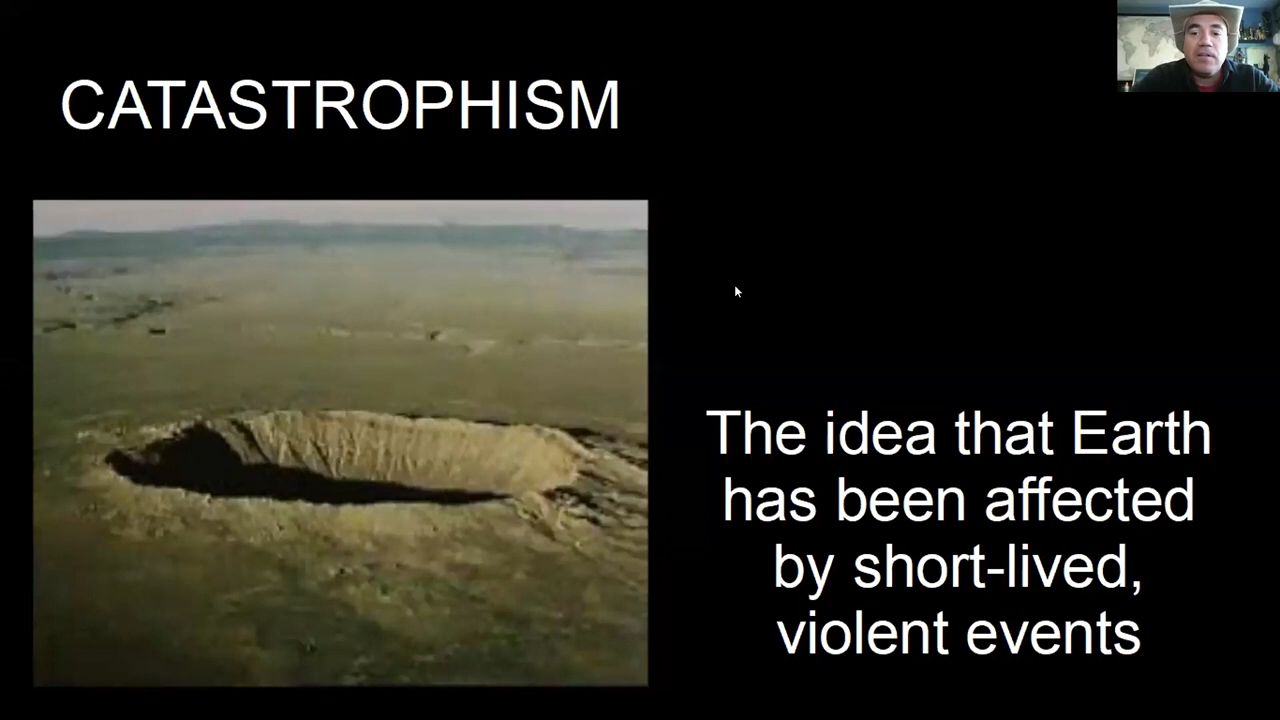 CATASTROPHISM
The idea that Earth
has been affected
by short-lived,
violent events